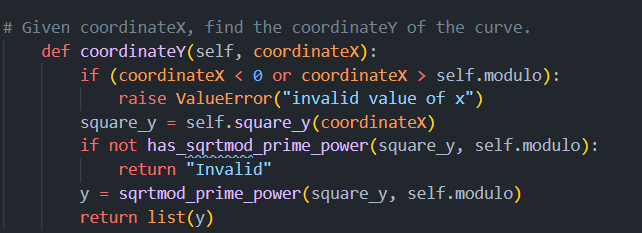 # Given coordinateX, find the coordinateY of the curve.
    def coordinateY(self, coordinateX):
        if (coordinateX < 0 or coordinateX > self.modulo):
            raise ValueError("invalid value of x")
        square_y = self.square_y(coordinateX)
        if not has_sqrtmod_prime_power(square_y, self.modulo):
            return "Invalid"
        y = sqrtmod_prime_power(square_y, self.modulo)
        return list(y)